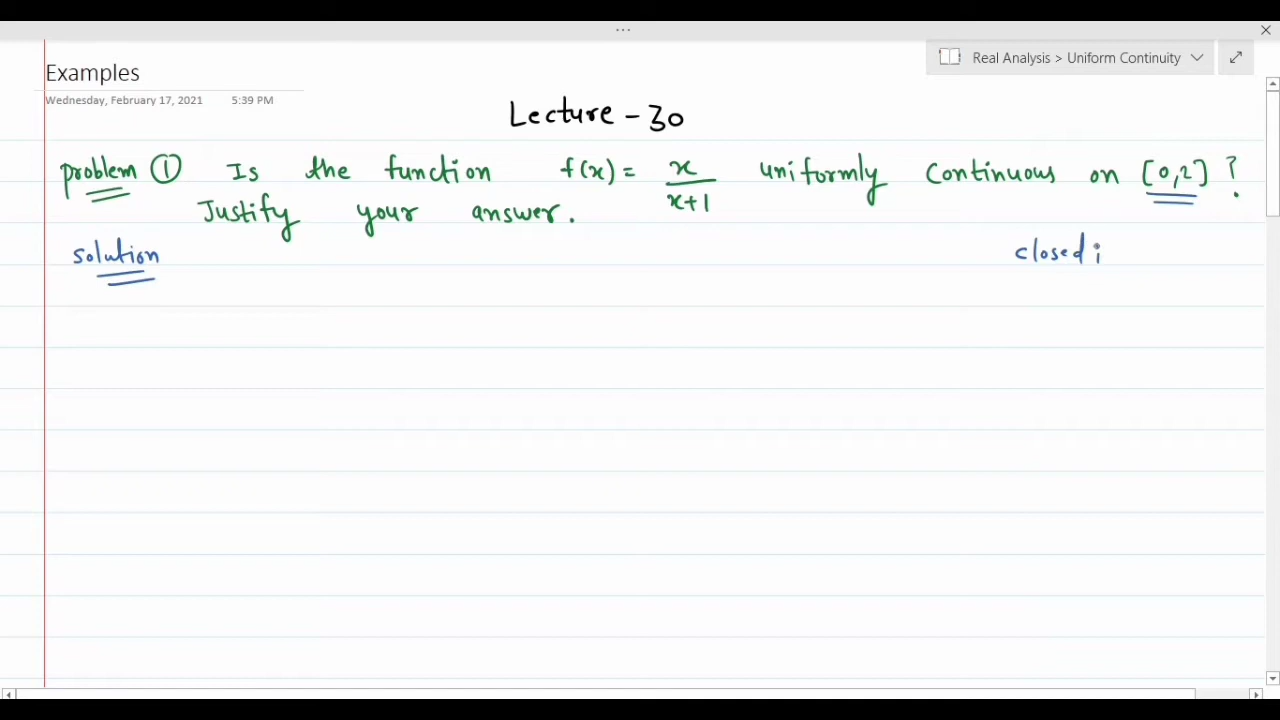 Real Analysis > Uniform Continuity
Examples
Wednesday, February 17, 2021 5:39 PM
Lecture - 30
problem ① Is the function f(x) = x/(x+1) uniformly continuous on [0,2] ?
Justify your answer.
solution
closed i